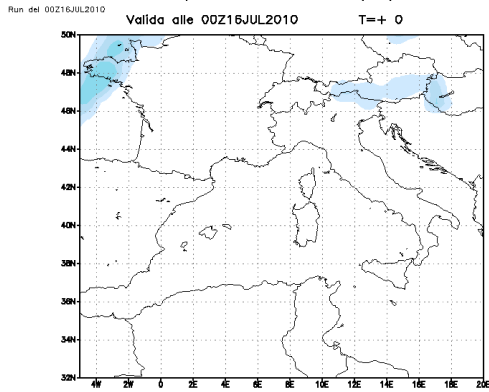 Run del 00Z16JUL2010
Valida alle 00Z16JUL2010 T=+ 0
50N
48N
46N
44N
42N
40N
38N
36N
34N
32N
4W 2W 0 2E 4E 6E 8E 10E 12E 14E 16E 18E 20E